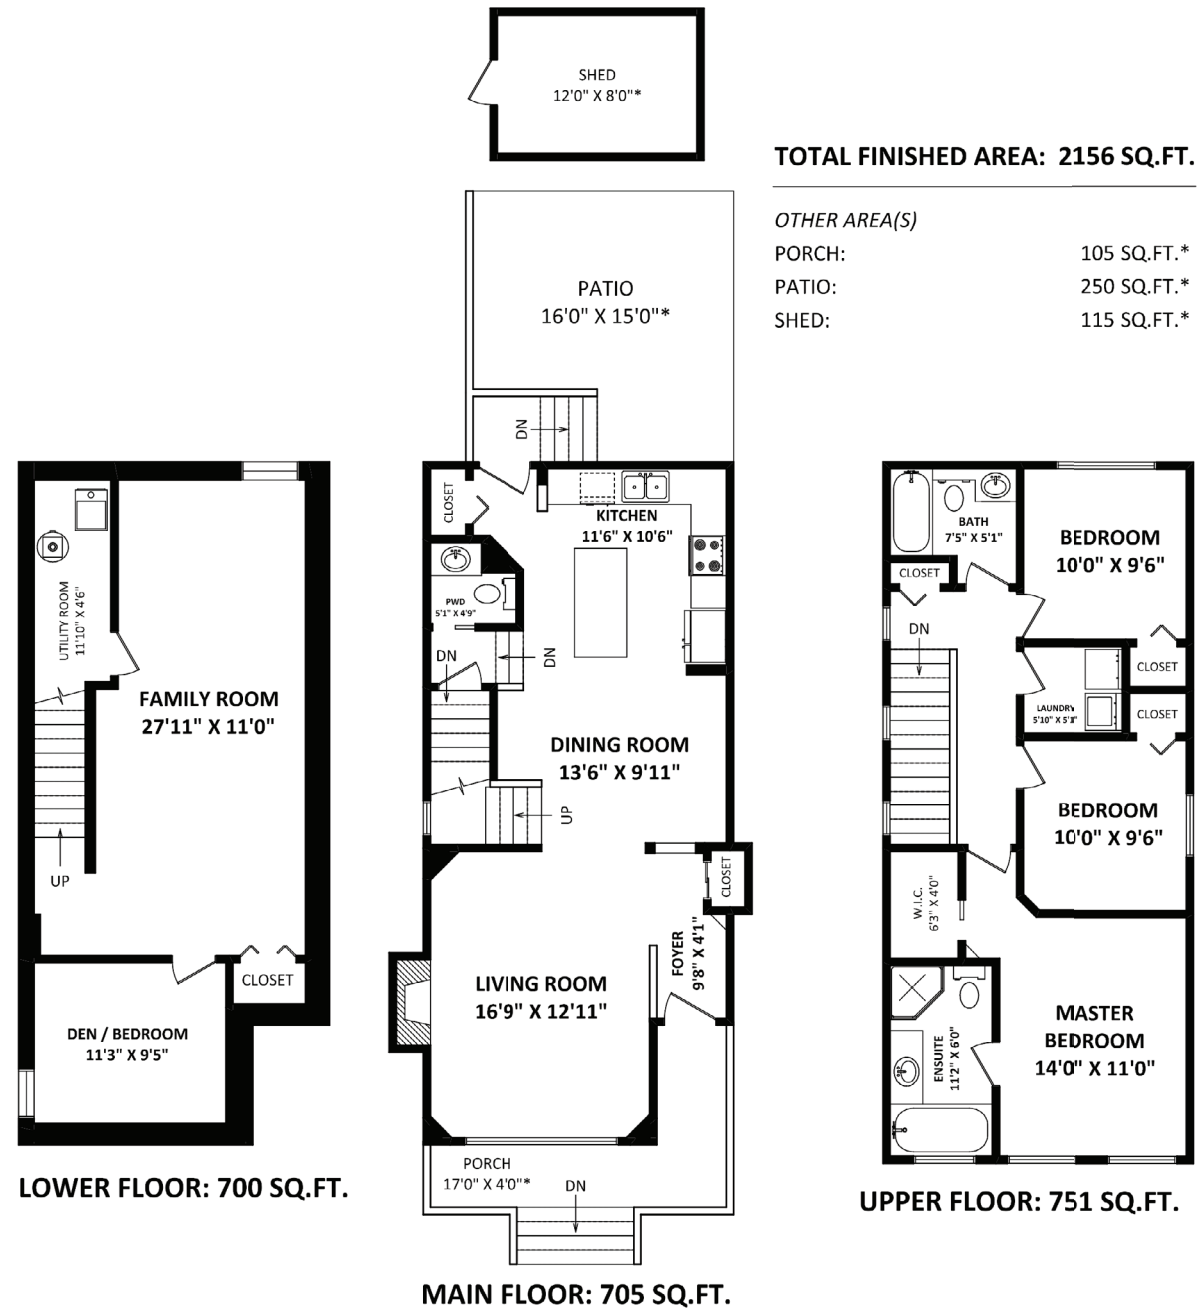 SHED
12'0" X 8'0"*
TOTAL FINISHED AREA: 2156 SQ.FT.
OTHER AREA(S)
PORCH: 105 SQ.FT.*
PATIO: 250 SQ.FT.*
SHED: 115 SQ.FT.*
PATIO
16'0" X 15'0"*
DN
UTILITY ROOM
11'10" X 4'6"
FAMILY ROOM
27'11" X 11'0"
UP
CLOSET
DEN / BEDROOM
11'3" X 9'5"
LOWER FLOOR: 700 SQ.FT.
CLOSET
KITCHEN
11'6" X 10'6"
PWD
5'1" X 4'9"
DN
DN
DINING ROOM
13'6" X 9'11"
UP
CLOSET
FOYER
9'8" X 4'1"
LIVING ROOM
16'9" X 12'11"
PORCH
17'0" X 4'0"*
DN
MAIN FLOOR: 705 SQ.FT.
BATH
7'5" X 5'1"
BEDROOM
10'0" X 9'6"
CLOSET
DN
CLOSET
LAUNDRY
CLOSET
BEDROOM
10'0" X 9'6"
W.I.C.
6'3" X 4'0"
MASTER
BEDROOM
14'0" X 11'0"
ENSUITE
11'2" X 6'0"
UPPER FLOOR: 751 SQ.FT.